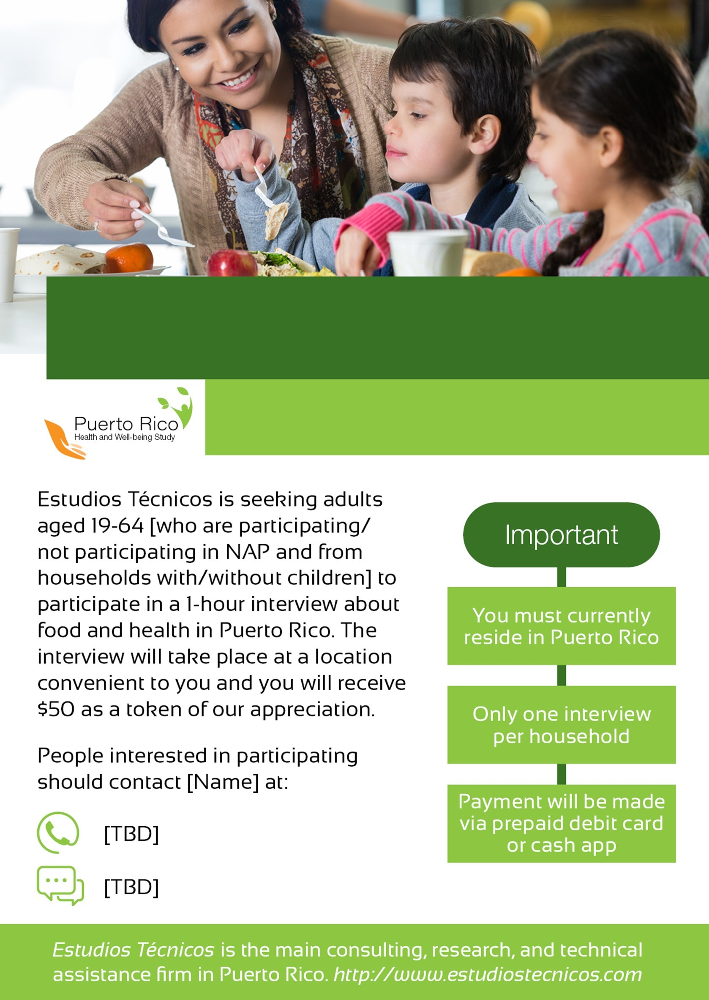 Puerto Rico
Health and Well-being Study
Estudios Técnicos is seeking adults
aged 19-64 [who are participating/
not participating in NAP and from
households with/without children] to
participate in a 1-hour interview about
food and health in Puerto Rico. The
interview will take place at a location
convenient to you and you will receive
$50 as a token of our appreciation.
People interested in participating
should contact [Name] at:
[TBD]
[TBD]
Important
You must currently
reside in Puerto Rico
Only one interview
per household
Payment will be made
via prepaid debit card
or cash app
Estudios Técnicos is the main consulting, research, and technical
assistance firm in Puerto Rico. http://www.estudiostecnicos.com